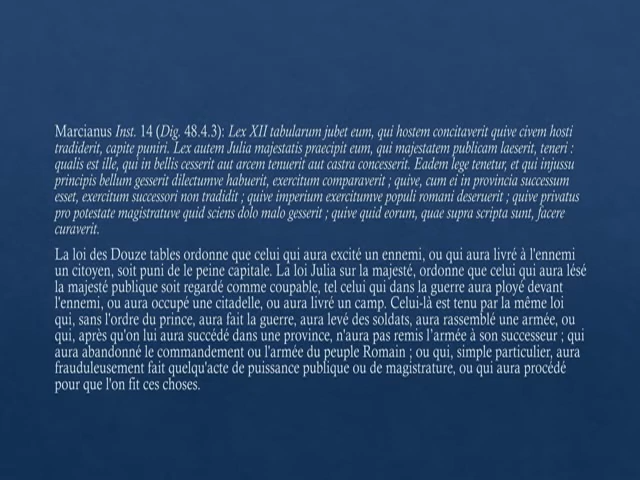 Marcianus Inst. 14 (Dig. 48.4.3): Lex XII tabularum jubet eum, qui hostem concitaverit quive civem hosti
tradiderit, capite puniri. Lex autem Julia majestatis praecipit eum, qui majestatem publicam laeserit, teneri :
qualis est ille, qui in bellis cesserit aut arcem tenuerit aut castra concesserit. Eadem lege tenetur, et qui injussu
principis bellum gesserit dilectumve habuerit, exercitum comparaverit ; quive, cum ei in provincia successum
esset, exercitum successori non tradidit ; quive imperium exercitumve populi romani deseruerit ; quive privatus
pro potestate magistratuve quid sciens dolo malo gesserit ; quive quid eorum, quae supra scripta sunt, facere
curaverit.
La loi des Douze tables ordonne que celui qui aura excité un ennemi, ou qui aura livré à l'ennemi
un citoyen, soit puni de le peine capitale. La loi Julia sur la majesté, ordonne que celui qui aura lésé
la majesté publique soit regardé comme coupable, tel celui qui dans la guerre aura ployé devant
l'ennemi, ou aura occupé une citadelle, ou aura livré un camp. Celui-là est tenu par la même loi
qui, sans l'ordre du prince, aura fait la guerre, aura levé des soldats, aura rassemblé une armée, ou
qui, après qu'on lui aura succédé dans une province, n'aura pas remis l'armée à son successeur ; qui
aura abandonné le commandement ou l'armée du peuple Romain ; ou qui, simple particulier, aura
frauduleusement fait quelqu'acte de puissance publique ou de magistrature, ou qui aura procédé
pour que l'on fit ces choses.